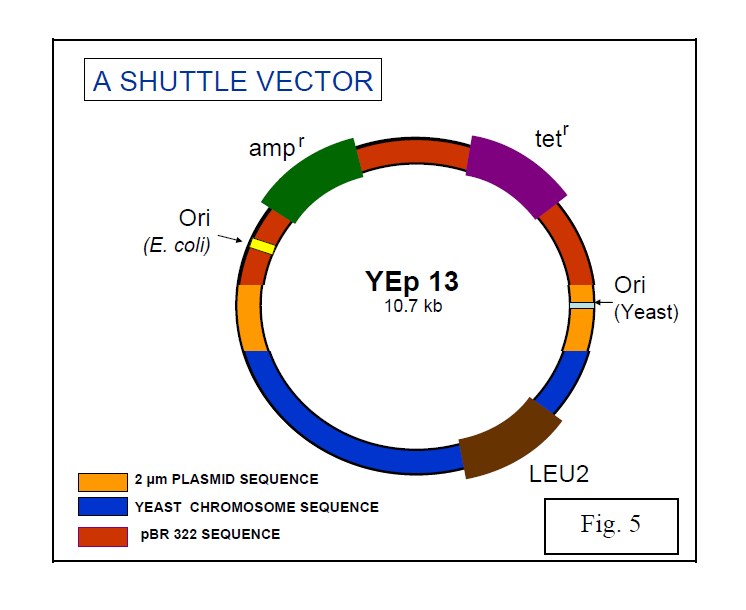 A SHUTTLE VECTOR
amp r
tet r
Ori
(E. coli)
YEp 13
10.7 kb
Ori
(Yeast)
LEU2
2 µm PLASMID SEQUENCE
YEAST CHROMOSOME SEQUENCE
pBR 322 SEQUENCE
Fig. 5